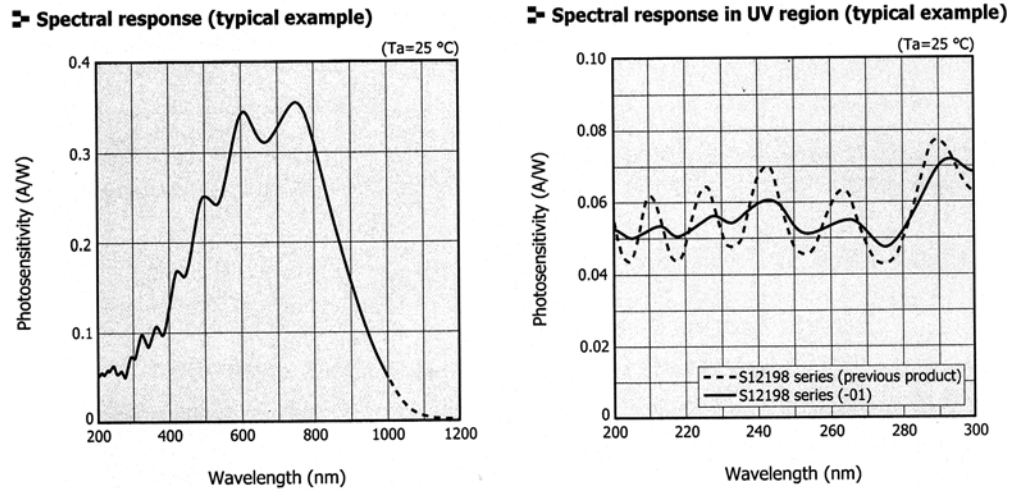 Spectral response (typical example)
(Ta=25 °C)
Photosensitivity (A/W)
0.4
0.3
0.2
0.1
0
200 400 600 800 1000 1200
Wavelength (nm)
Spectral response in UV region (typical example)
(Ta=25 °C)
Photosensitivity (A/W)
0.10
0.08
0.06
0.04
0.02
0
S12198 series (previous product)
S12198 series (-01)
200 220 240 260 280 300
Wavelength (nm)